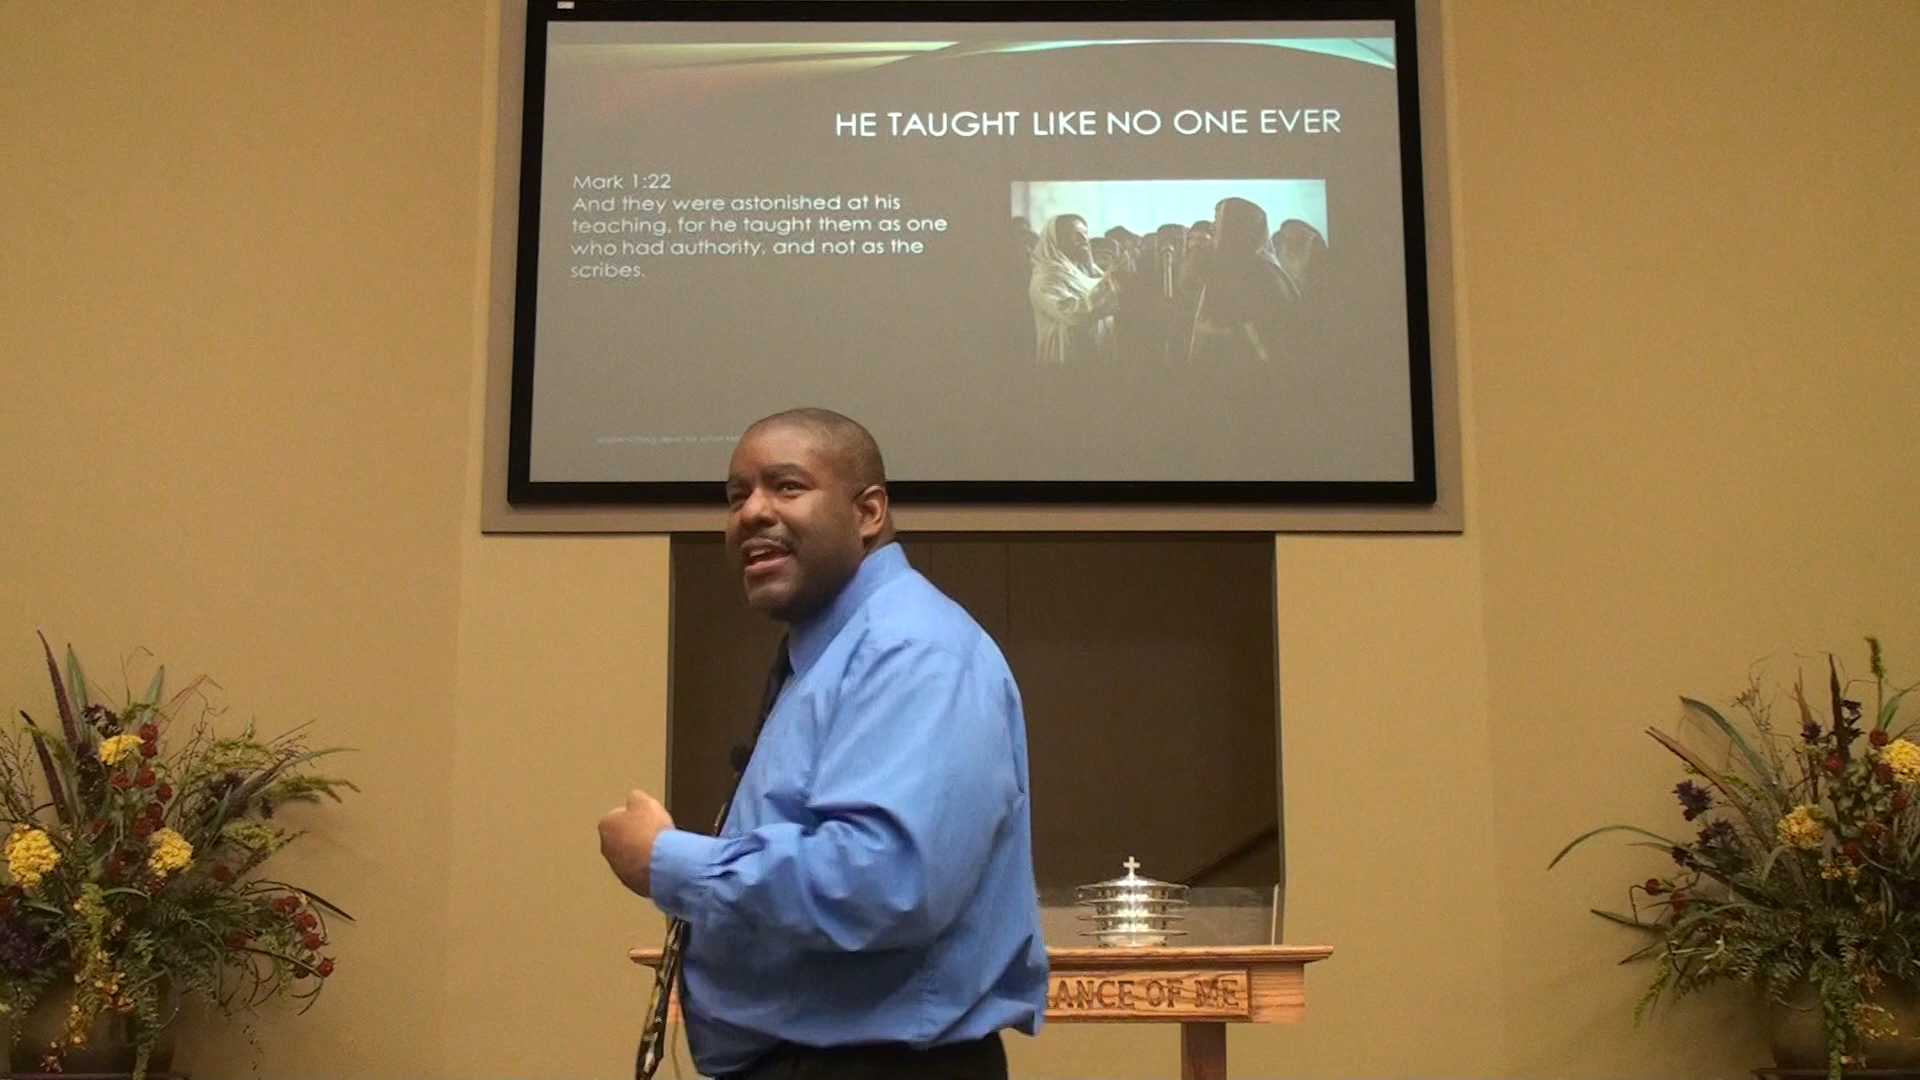 HE TAUGHT LIKE NO ONE EVER
Mark 1:22
And they were astonished at his
teaching, for he taught them as one
who had authority, and not as the
scribes.
RANCE OF ME